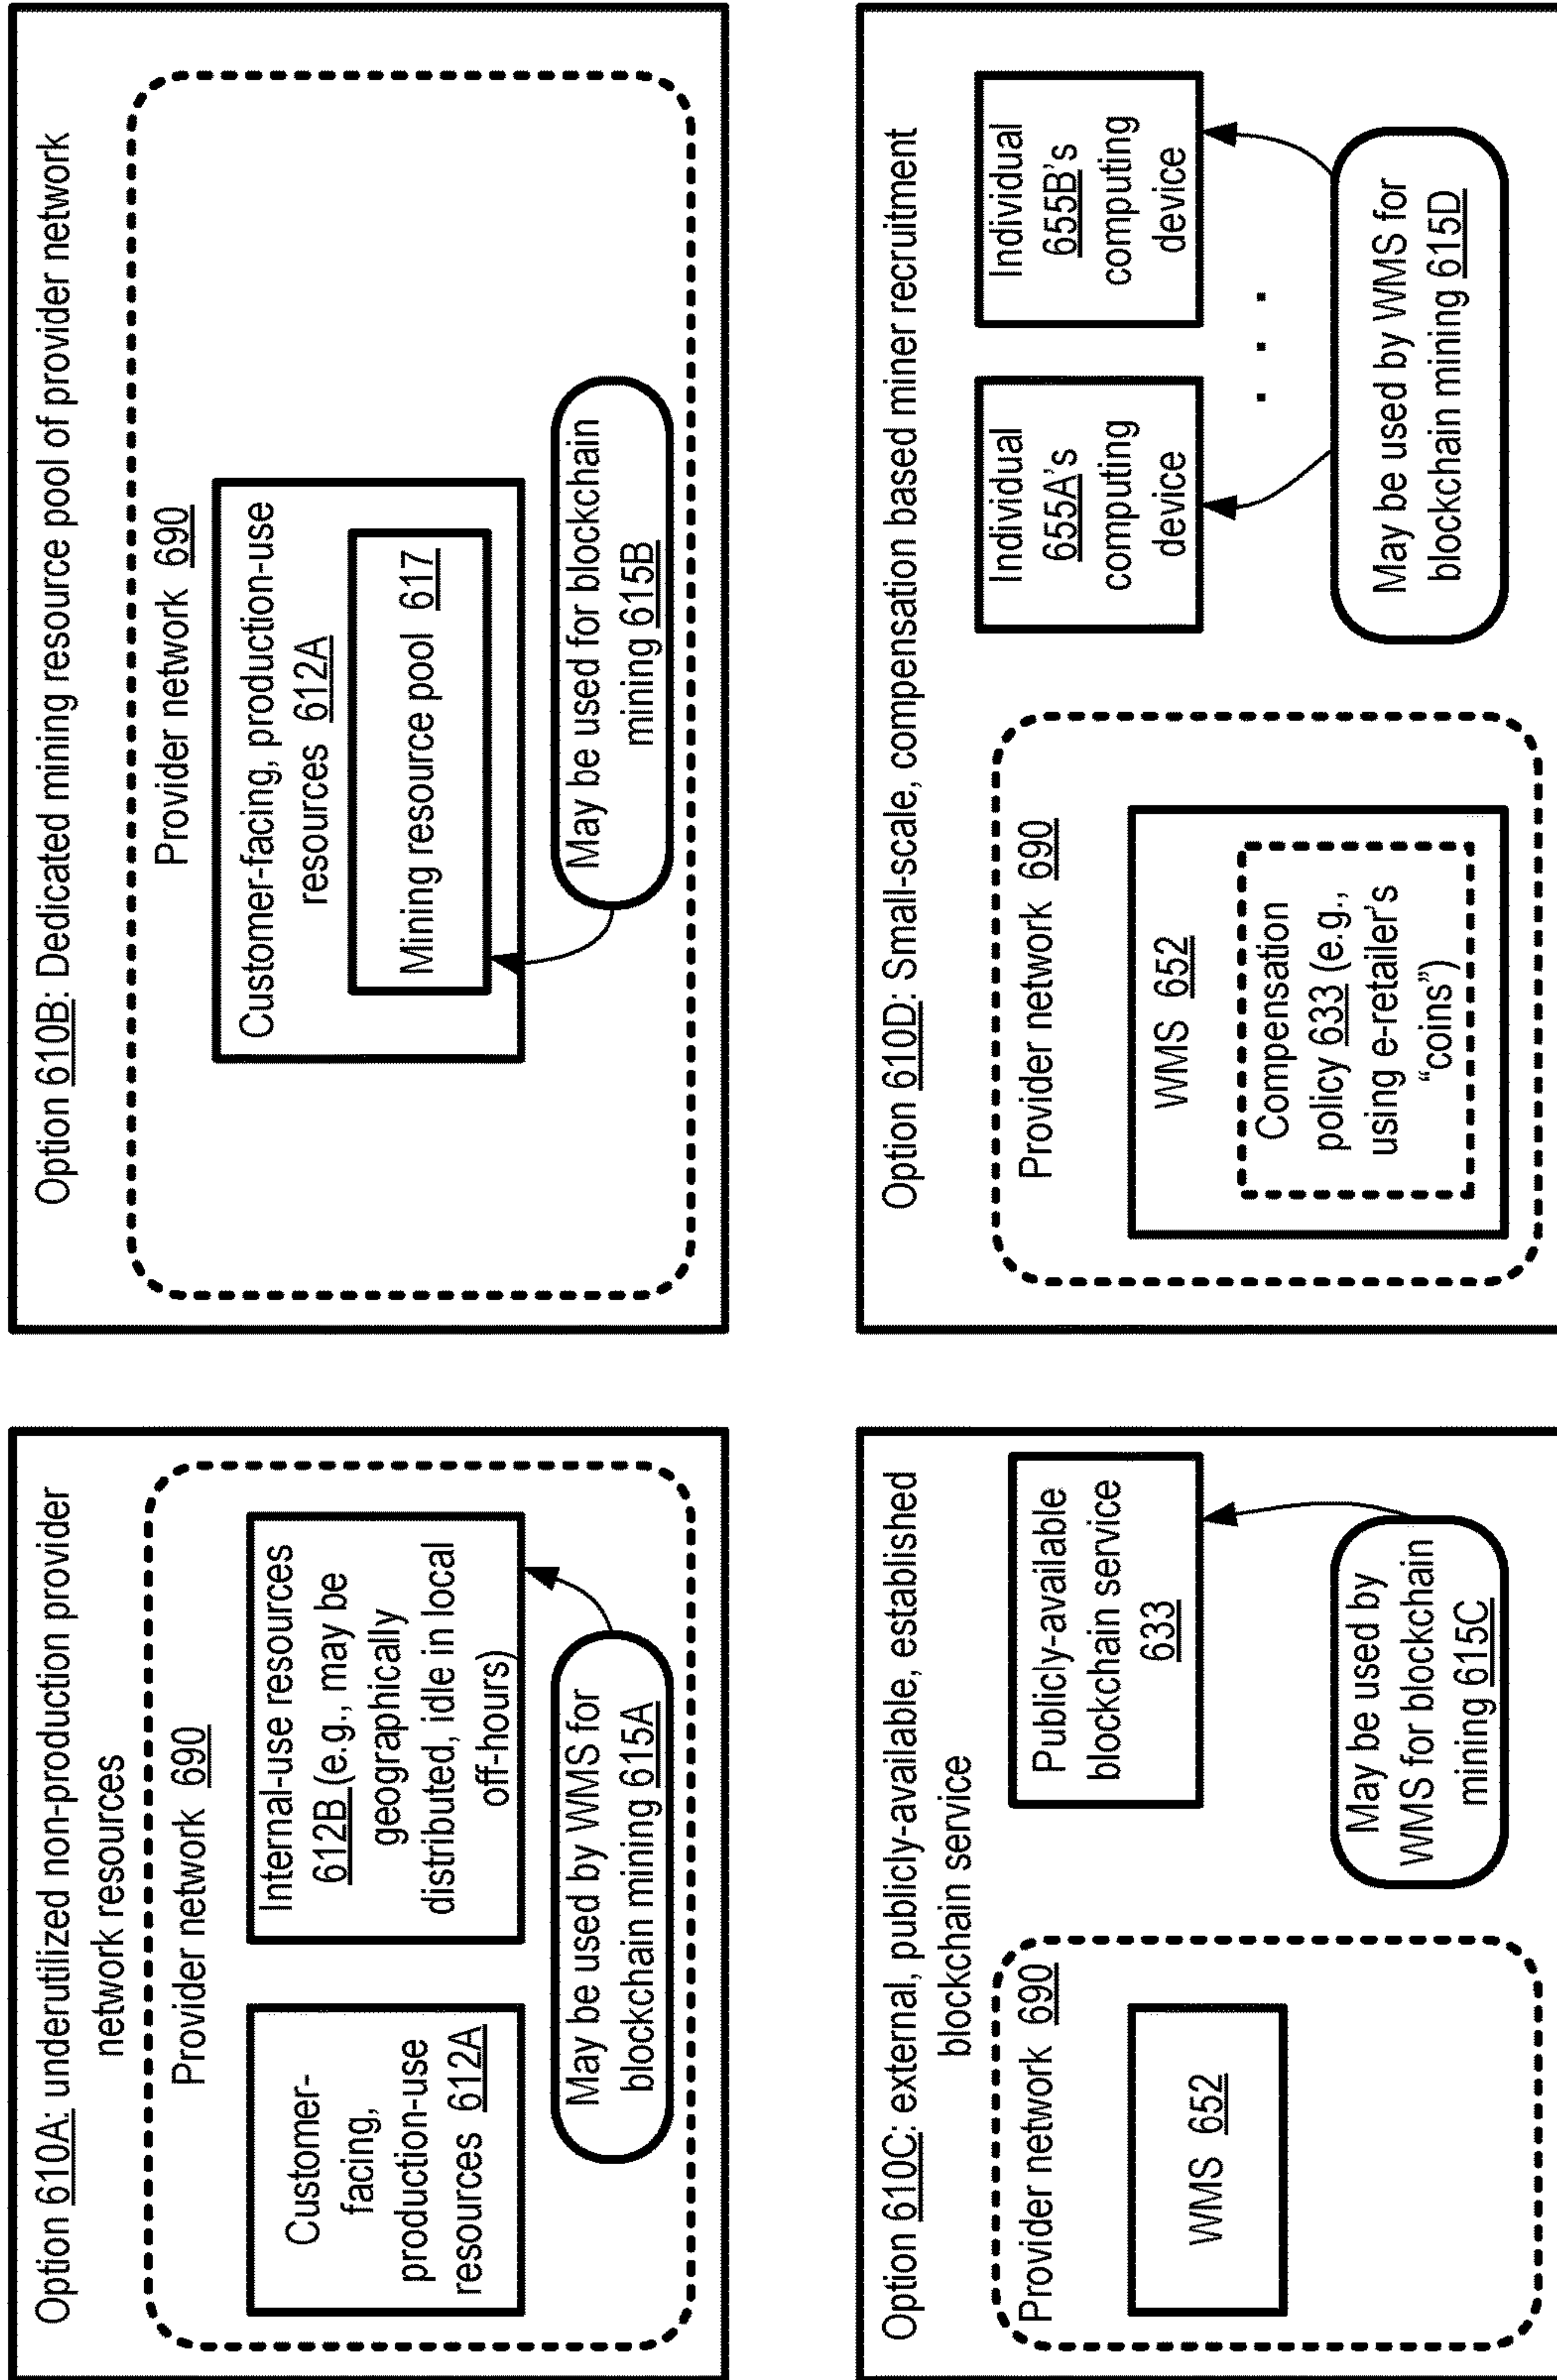 Option 610A: underutilized non-production provider
network resources
Provider network 690
Customer-
facing,
production-use
resources 612A
Internal-use resources
612B (e.g., may be
geographically
distributed, idle in local
off-hours)
May be used by WMS for
blockchain mining 615A
Option 610B: Dedicated mining resource pool of provider network
Provider network 690
Customer-facing, production-use
resources 612A
Mining resource pool 617
May be used for blockchain
mining 615B
Option 610C: external, publicly-available, established
blockchain service
Provider network 690
WMS 652
Publicly-available
blockchain service
633
May be used by
WMS for blockchain
mining 615C
Option 610D: Small-scale, compensation based miner recruitment
Provider network 690
WMS 652
Compensation
policy 633 (e.g.,
using e-retailer's
“coins”)
Individual
655A's
computing
device
. . .
Individual
655B's
computing
device
May be used by WMS for
blockchain mining 615D